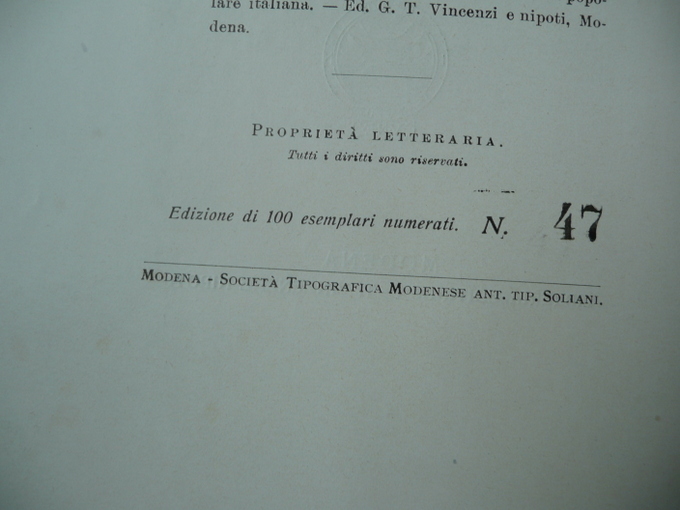 lare italiana. — Ed. G. T. Vincenzi e nipoti, Mo-
dena.
PROPRIETÀ LETTERARIA.
Tutti i diritti sono riservati.
Edizione di 100 esemplari numerati. N. 47
MODENA - SOCIETÀ TIPOGRAFICA MODENESE ANT. TIP. SOLIANI.